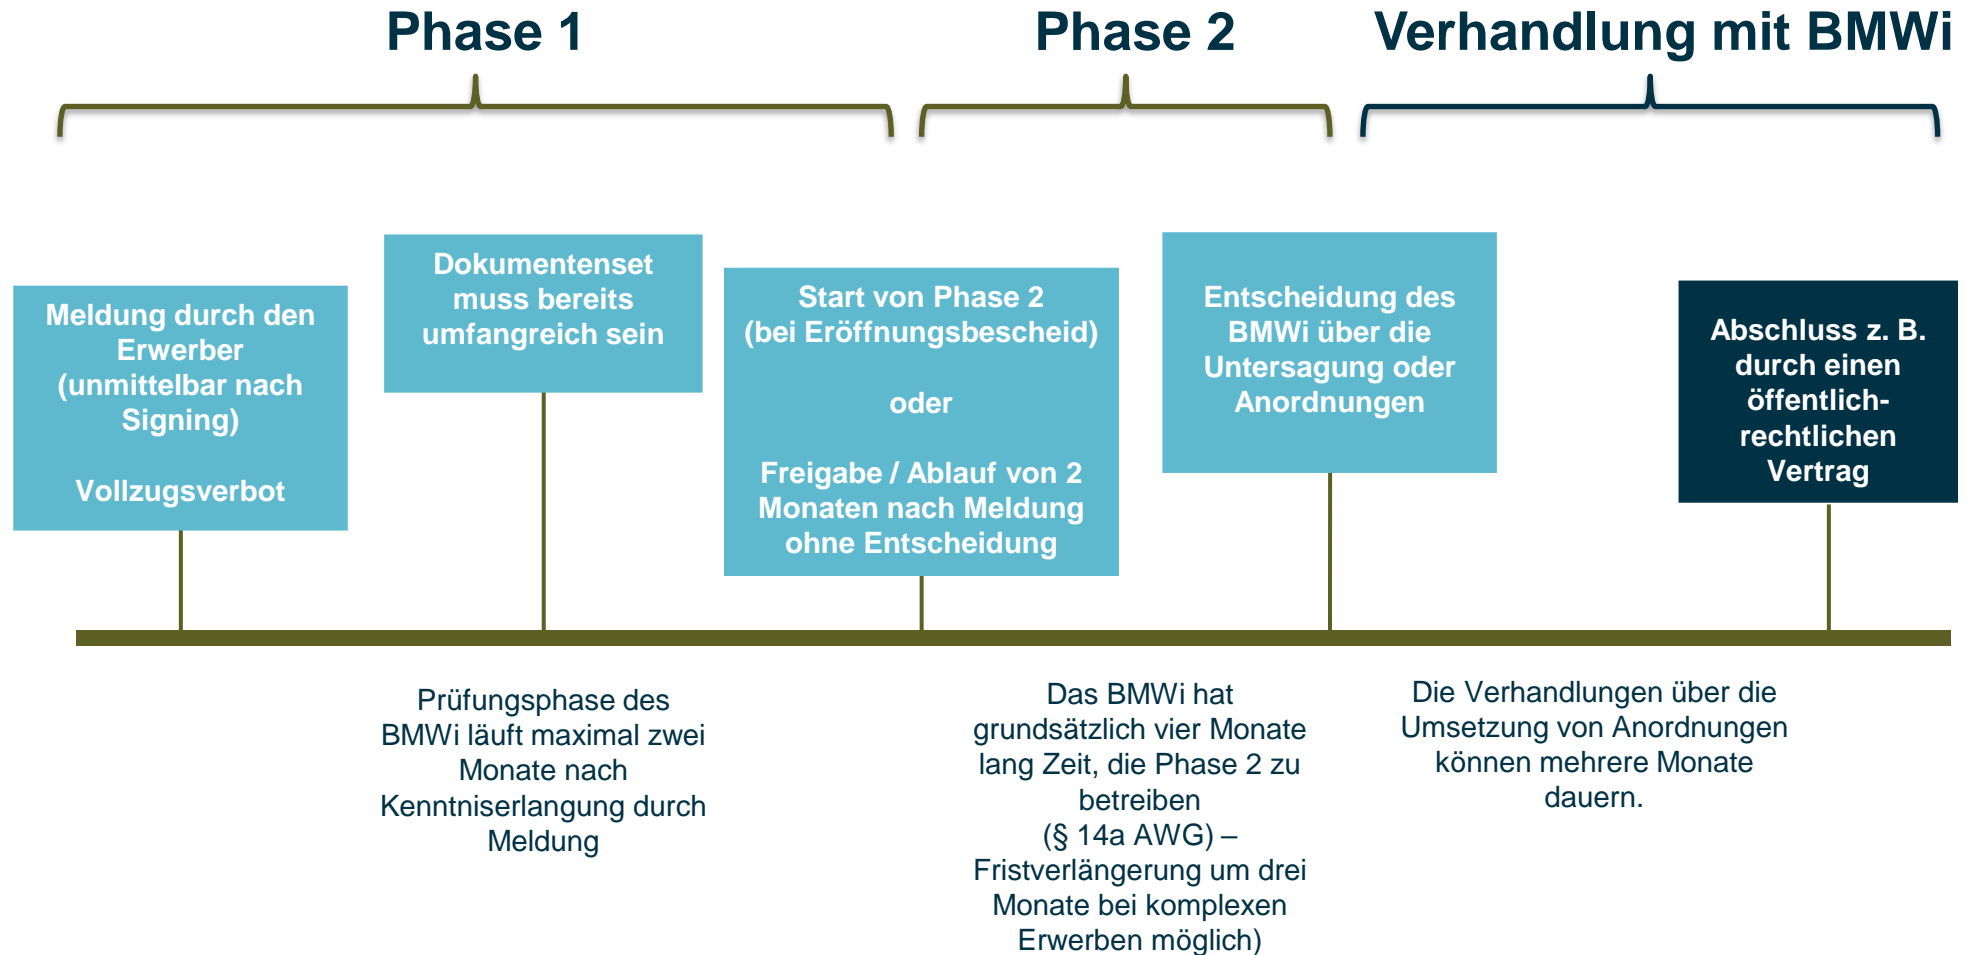 Phase 1
Phase 2
Verhandlung mit BMWi
Meldung durch den
Erwerber
(unmittelbar nach
Signing)
Vollzugsverbot
Dokumentenset
muss bereits
umfangreich sein
Start von Phase 2
(bei Eröffnungsbescheid)
oder
Freigabe / Ablauf von 2
Monaten nach Meldung
ohne Entscheidung
Entscheidung des
BMWi über die
Untersagung oder
Anordnungen
Abschluss z. B.
durch einen
öffentlich-
rechtlichen
Vertrag
Prüfungsphase des
BMWi läuft maximal zwei
Monate nach
Kenntniserlangung durch
Meldung
Das BMWi hat
grundsätzlich vier Monate
lang Zeit, die Phase 2 zu
betreiben
(§ 14a AWG) –
Fristverlängerung um drei
Monate bei komplexen
Erwerben möglich)
Die Verhandlungen über die
Umsetzung von Anordnungen
können mehrere Monate
dauern.